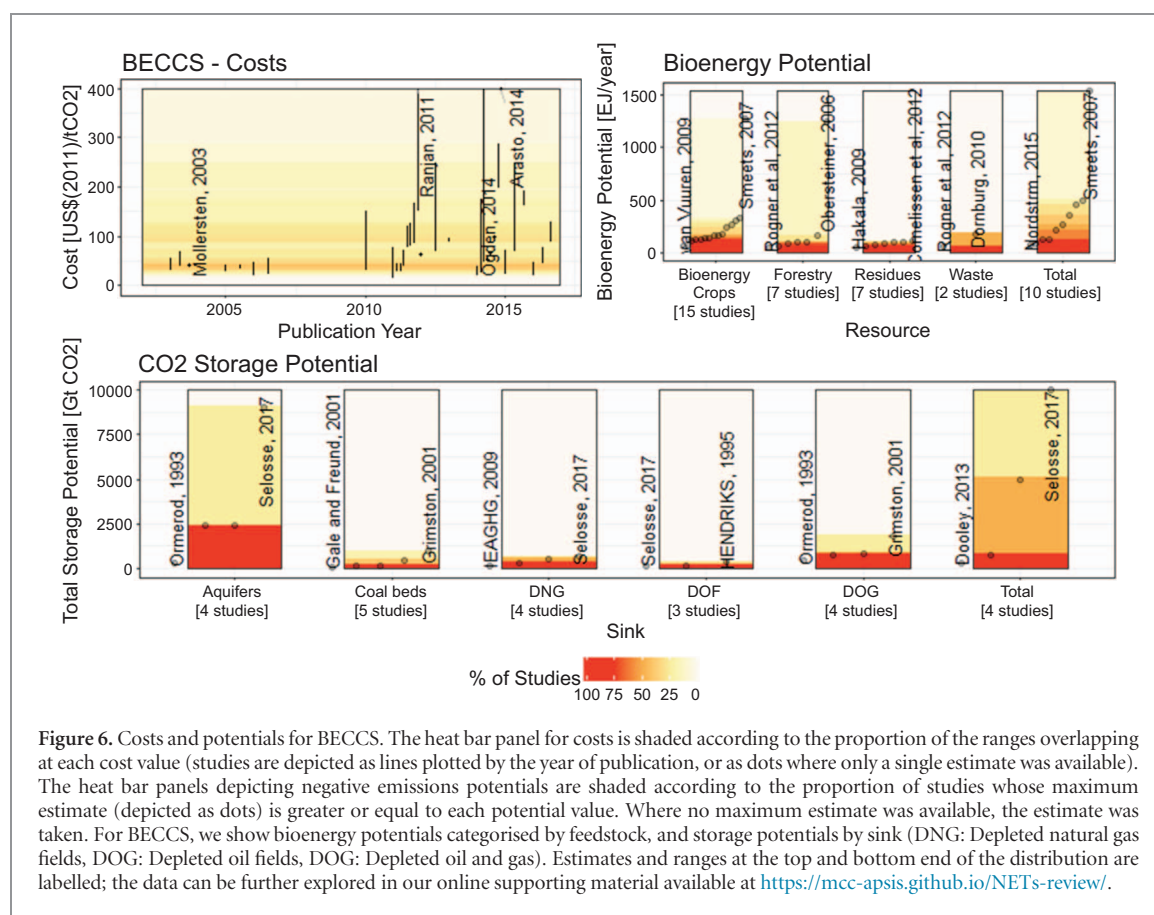 BECCS - Costs
Cost [US$(2011)/tCO2]
400
300
200
100
0
Mollersten, 2003
Ranjan, 2011
Ogden, 2014
Arasto, 2014
2005
2010
2015
Publication Year
Bioenergy Potential
Bioenergy Potential [EJ/year]
1500
1000
500
0
van Vuuren, 2009
Smeets, 2007
Rogner et al, 2012
Obersteiner, 2006
Hakala, 2009
Cornelissen et al, 2012
Rogner et al, 2012
Dornburg, 2010
Nordstrm, 2015
Smeets, 2007
Bioenergy
Crops
[15 studies]
Forestry
[7 studies]
Residues
[7 studies]
Waste
[2 studies]
Total
[10 studies]
Resource
CO2 Storage Potential
Total Storage Potential [Gt CO2]
10000
7500
5000
2500
0
Ormerod, 1993
Selosse, 2017
Gale and Freund, 2001
Grimston, 2001
IEAGHG, 2009
Selosse, 2017
Selosse, 2017
HENDRIKS, 1995
Ormerod, 1993
Grimston, 2001
Dooley, 2013
Selosse, 2017
Aquifers
[4 studies]
Coal beds
[5 studies]
DNG
[4 studies]
DOF
[3 studies]
DOG
[4 studies]
Total
[4 studies]
Sink
% of Studies
100 75 50 25 0
Figure 6. Costs and potentials for BECCS. The heat bar panel for costs is shaded according to the proportion of the ranges overlapping
at each cost value (studies are depicted as lines plotted by the year of publication, or as dots where only a single estimate was available).
The heat bar panels depicting negative emissions potentials are shaded according to the proportion of studies whose maximum
estimate (depicted as dots) is greater or equal to each potential value. Where no maximum estimate was available, the estimate was
taken. For BECCS, we show bioenergy potentials categorised by feedstock, and storage potentials by sink (DNG: Depleted natural gas
fields, DOG: Depleted oil fields, DOG: Depleted oil and gas). Estimates and ranges at the top and bottom end of the distribution are
labelled; the data can be further explored in our online supporting material available at https://mcc-apsis.github.io/NETs-review/.